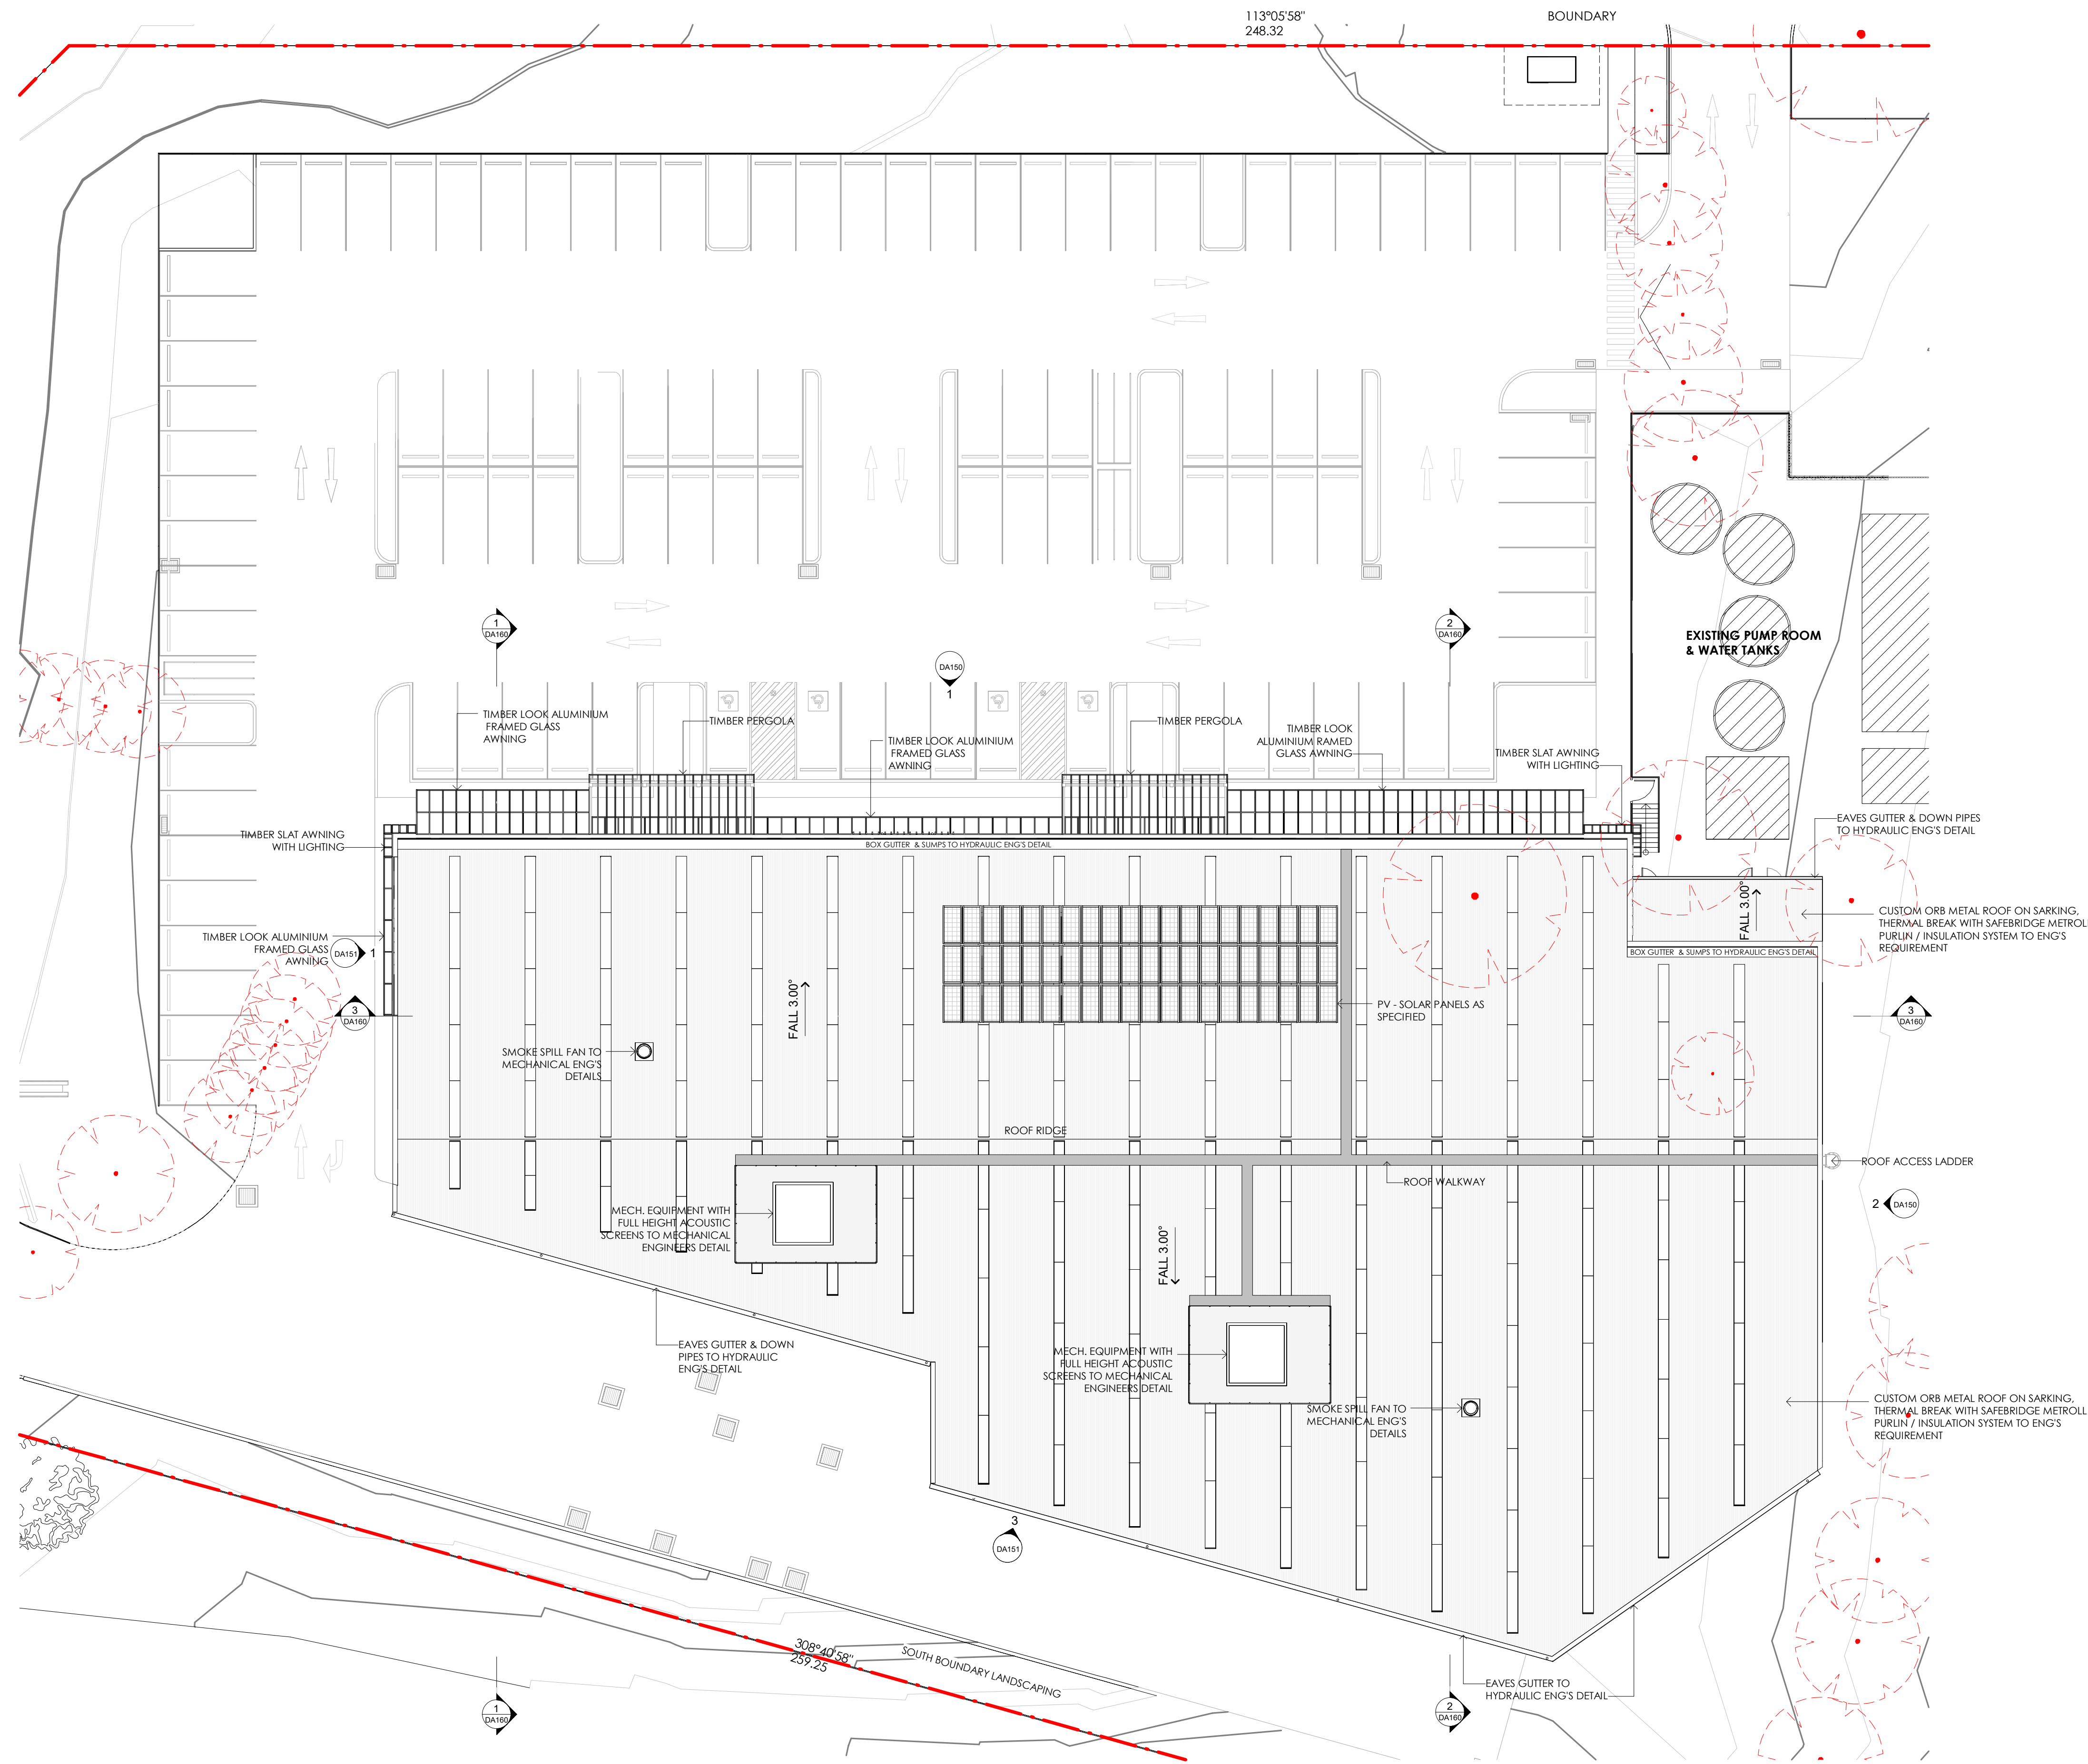 113°05'58"
248.32
BOUNDARY
1
DA160
2
DA160
EXISTING PUMP ROOM
& WATER TANKS
DA150
1
TIMBER LOOK ALUMINIUM
FRAMED GLASS
AWNING
TIMBER PERGOLA
TIMBER LOOK ALUMINIUM
FRAMED GLASS
AWNING
TIMBER PERGOLA
TIMBER LOOK
ALUMINIUM RAMED
GLASS AWNING
TIMBER SLAT AWNING
WITH LIGHTING
TIMBER SLAT AWNING
WITH LIGHTING
BOX GUTTER & SUMPS TO HYDRAULIC ENG'S DETAIL
EAVES GUTTER & DOWN PIPES
TO HYDRAULIC ENG'S DETAIL
FALL 3.00°
CUSTOM ORB METAL ROOF ON SARKING,
THERMAL BREAK WITH SAFEBRIDGE METROLL
PURLIN / INSULATION SYSTEM TO ENG'S
REQUIREMENT
TIMBER LOOK ALUMINIUM
FRAMED GLASS
AWNING
DA151
1
BOX GUTTER & SUMPS TO HYDRAULIC ENG'S DETAIL
3
DA160
FALL 3.00°
PV - SOLAR PANELS AS
SPECIFIED
3
DA160
SMOKE SPILL FAN TO
MECHANICAL ENG'S
DETAILS
ROOF RIDGE
ROOF ACCESS LADDER
ROOF WALKWAY
2
DA150
MECH. EQUIPMENT WITH
FULL HEIGHT ACOUSTIC
SCREENS TO MECHANICAL
ENGINEERS DETAIL
FALL 3.00°
EAVES GUTTER & DOWN
PIPES TO HYDRAULIC
ENG'S DETAIL
MECH. EQUIPMENT WITH
FULL HEIGHT ACOUSTIC
SCREENS TO MECHANICAL
ENGINEERS DETAIL
SMOKE SPILL FAN TO
MECHANICAL ENG'S
DETAILS
CUSTOM ORB METAL ROOF ON SARKING,
THERMAL BREAK WITH SAFEBRIDGE METROLL
PURLIN / INSULATION SYSTEM TO ENG'S
REQUIREMENT
3
DA151
308°40'58"
259.25
SOUTH BOUNDARY LANDSCAPING
EAVES GUTTER TO
HYDRAULIC ENG'S DETAIL
1
DA160
2
DA160